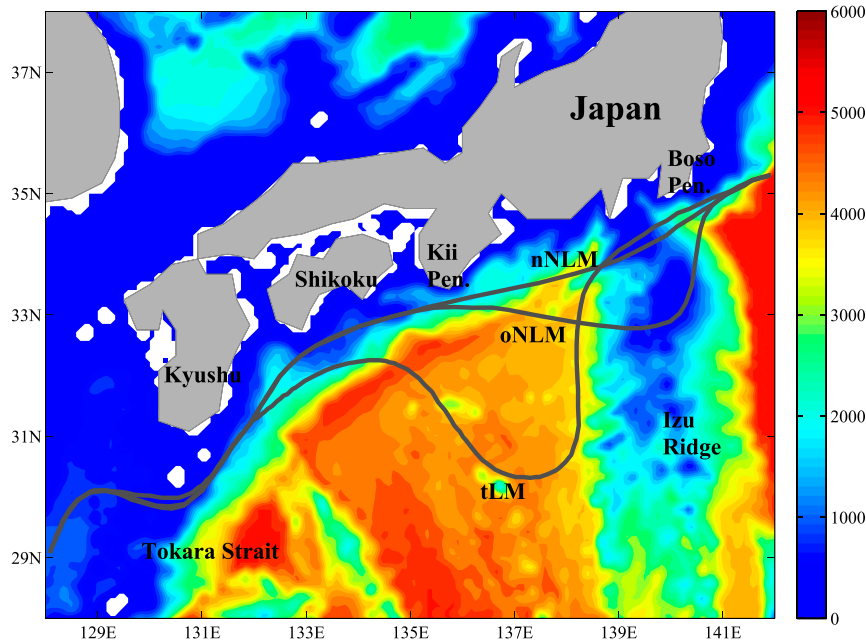 37N
35N
33N
31N
29N
129E
131E
133E
135E
137E
139E
141E
Japan
Boso
Pen.
Kii
Pen.
Shikoku
Kyushu
nNLM
oNLM
tLM
Izu
Ridge
Tokara Strait
6000
5000
4000
3000
2000
1000
0